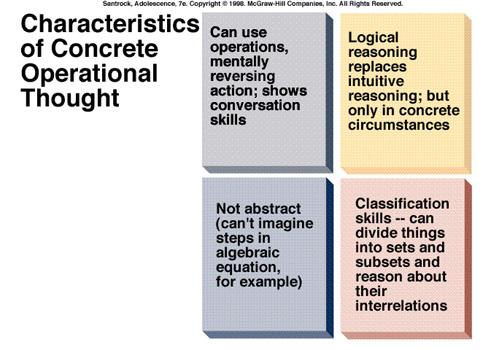 Santrock, Adolescence, 7e. Copyright © 1998. McGraw-Hill Companies, Inc. All Rights Reserved.
Characteristics
of Concrete
Operational
Thought
Can use
operations,
mentally
reversing
action; shows
conversation
skills
Logical
reasoning
replaces
intuitive
reasoning; but
only in concrete
circumstances
Not abstract
(can't imagine
steps in
algebraic
equation,
for example)
Classification
skills -- can
divide things
into sets and
subsets and
reason about
their
interrelations